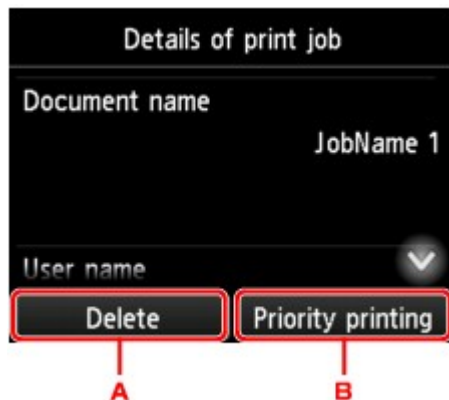 Details of print job
Document name
JobName 1
User name
Delete Priority printing
A B